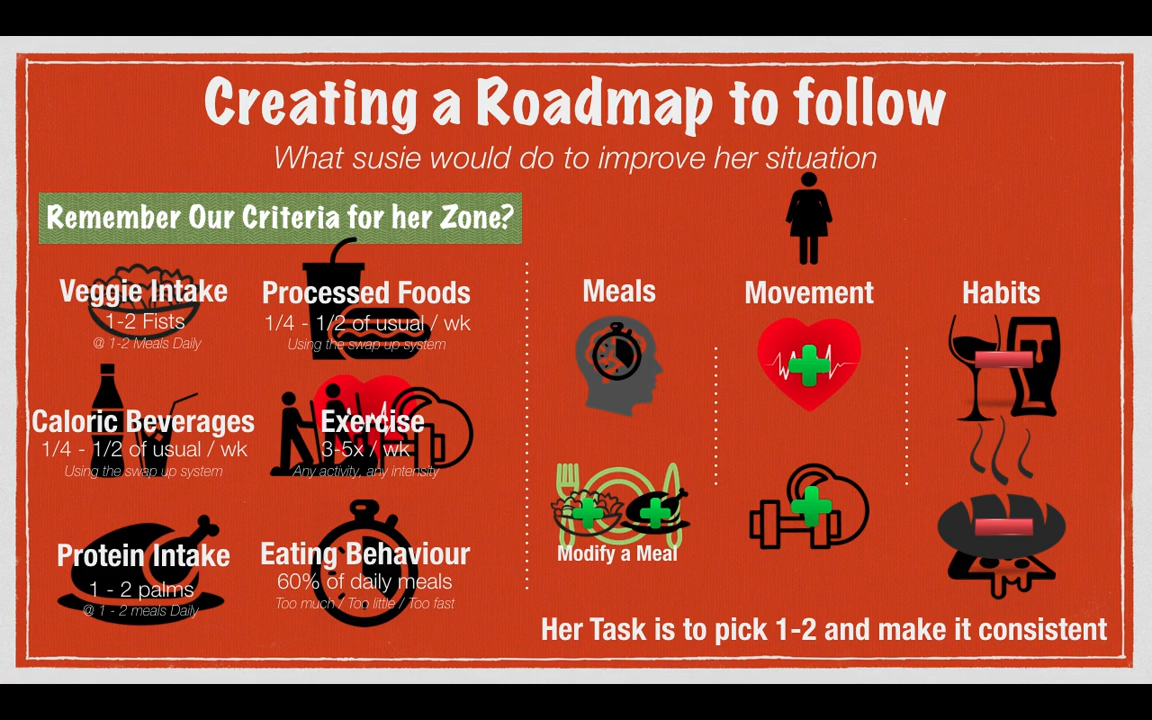 Creating a Roadmap to follow
What susie would do to improve her situation
Remember Our Criteria for her Zone?
Veggie Intake
1-2 Fists
@ 1-2 Meals Daily
Processed Foods
1/4 - 1/2 of usual / wk
Using the swap up system
Caloric Beverages
1/4 - 1/2 of usual / wk
Using the swap up system
Exercise
3-5x / wk
Any activity, any intensity
Protein Intake
1 - 2 palms
@ 1 - 2 meals Daily
Eating Behaviour
60% of daily meals
Too much / Too little / Too fast
Meals
Modify a Meal
Movement
Habits
Her Task is to pick 1-2 and make it consistent